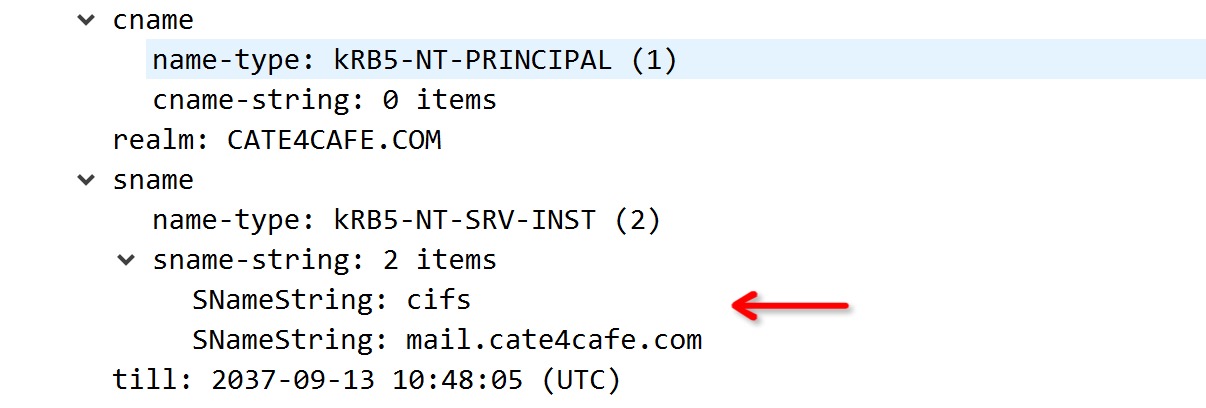 cname
name-type: kRB5-NT-PRINCIPAL (1)
cname-string: 0 items
realm: CATE4CAFE.COM
sname
name-type: kRB5-NT-SRV-INST (2)
sname-string: 2 items
SNameString: cifs
SNameString: mail.cate4cafe.com
till: 2037-09-13 10:48:05 (UTC)